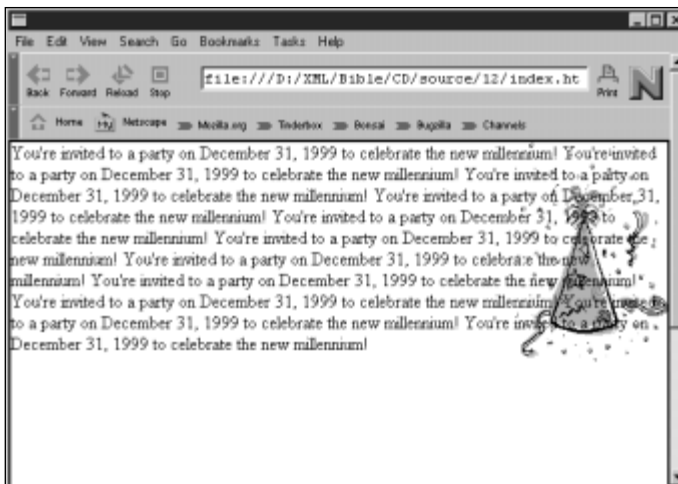 File Edit View Search Go Bookmarks Tasks Help
Back Forward Reload Stop
file:///D:/XML/Bible/CD/source/12/index.ht
Print
N
Home My Netscape Mozilla.org Tinderbox Bonsai Bugzilla Channels
You're invited to a party on December 31, 1999 to celebrate the new millennium! You're invited
to a party on December 31, 1999 to celebrate the new millennium! You're invited to a party on
December 31, 1999 to celebrate the new millennium! You're invited to a party on December 31,
1999 to celebrate the new millennium! You're invited to a party on December 31, 1999 to
celebrate the new millennium! You're invited to a party on December 31, 1999 to celebrate the
new millennium! You're invited to a party on December 31, 1999 to celebrate the new
millennium! You're invited to a party on December 31, 1999 to celebrate the new millennium!
You're invited to a party on December 31, 1999 to celebrate the new millennium! You're invited
to a party on December 31, 1999 to celebrate the new millennium! You're invited to a party on
December 31, 1999 to celebrate the new millennium!